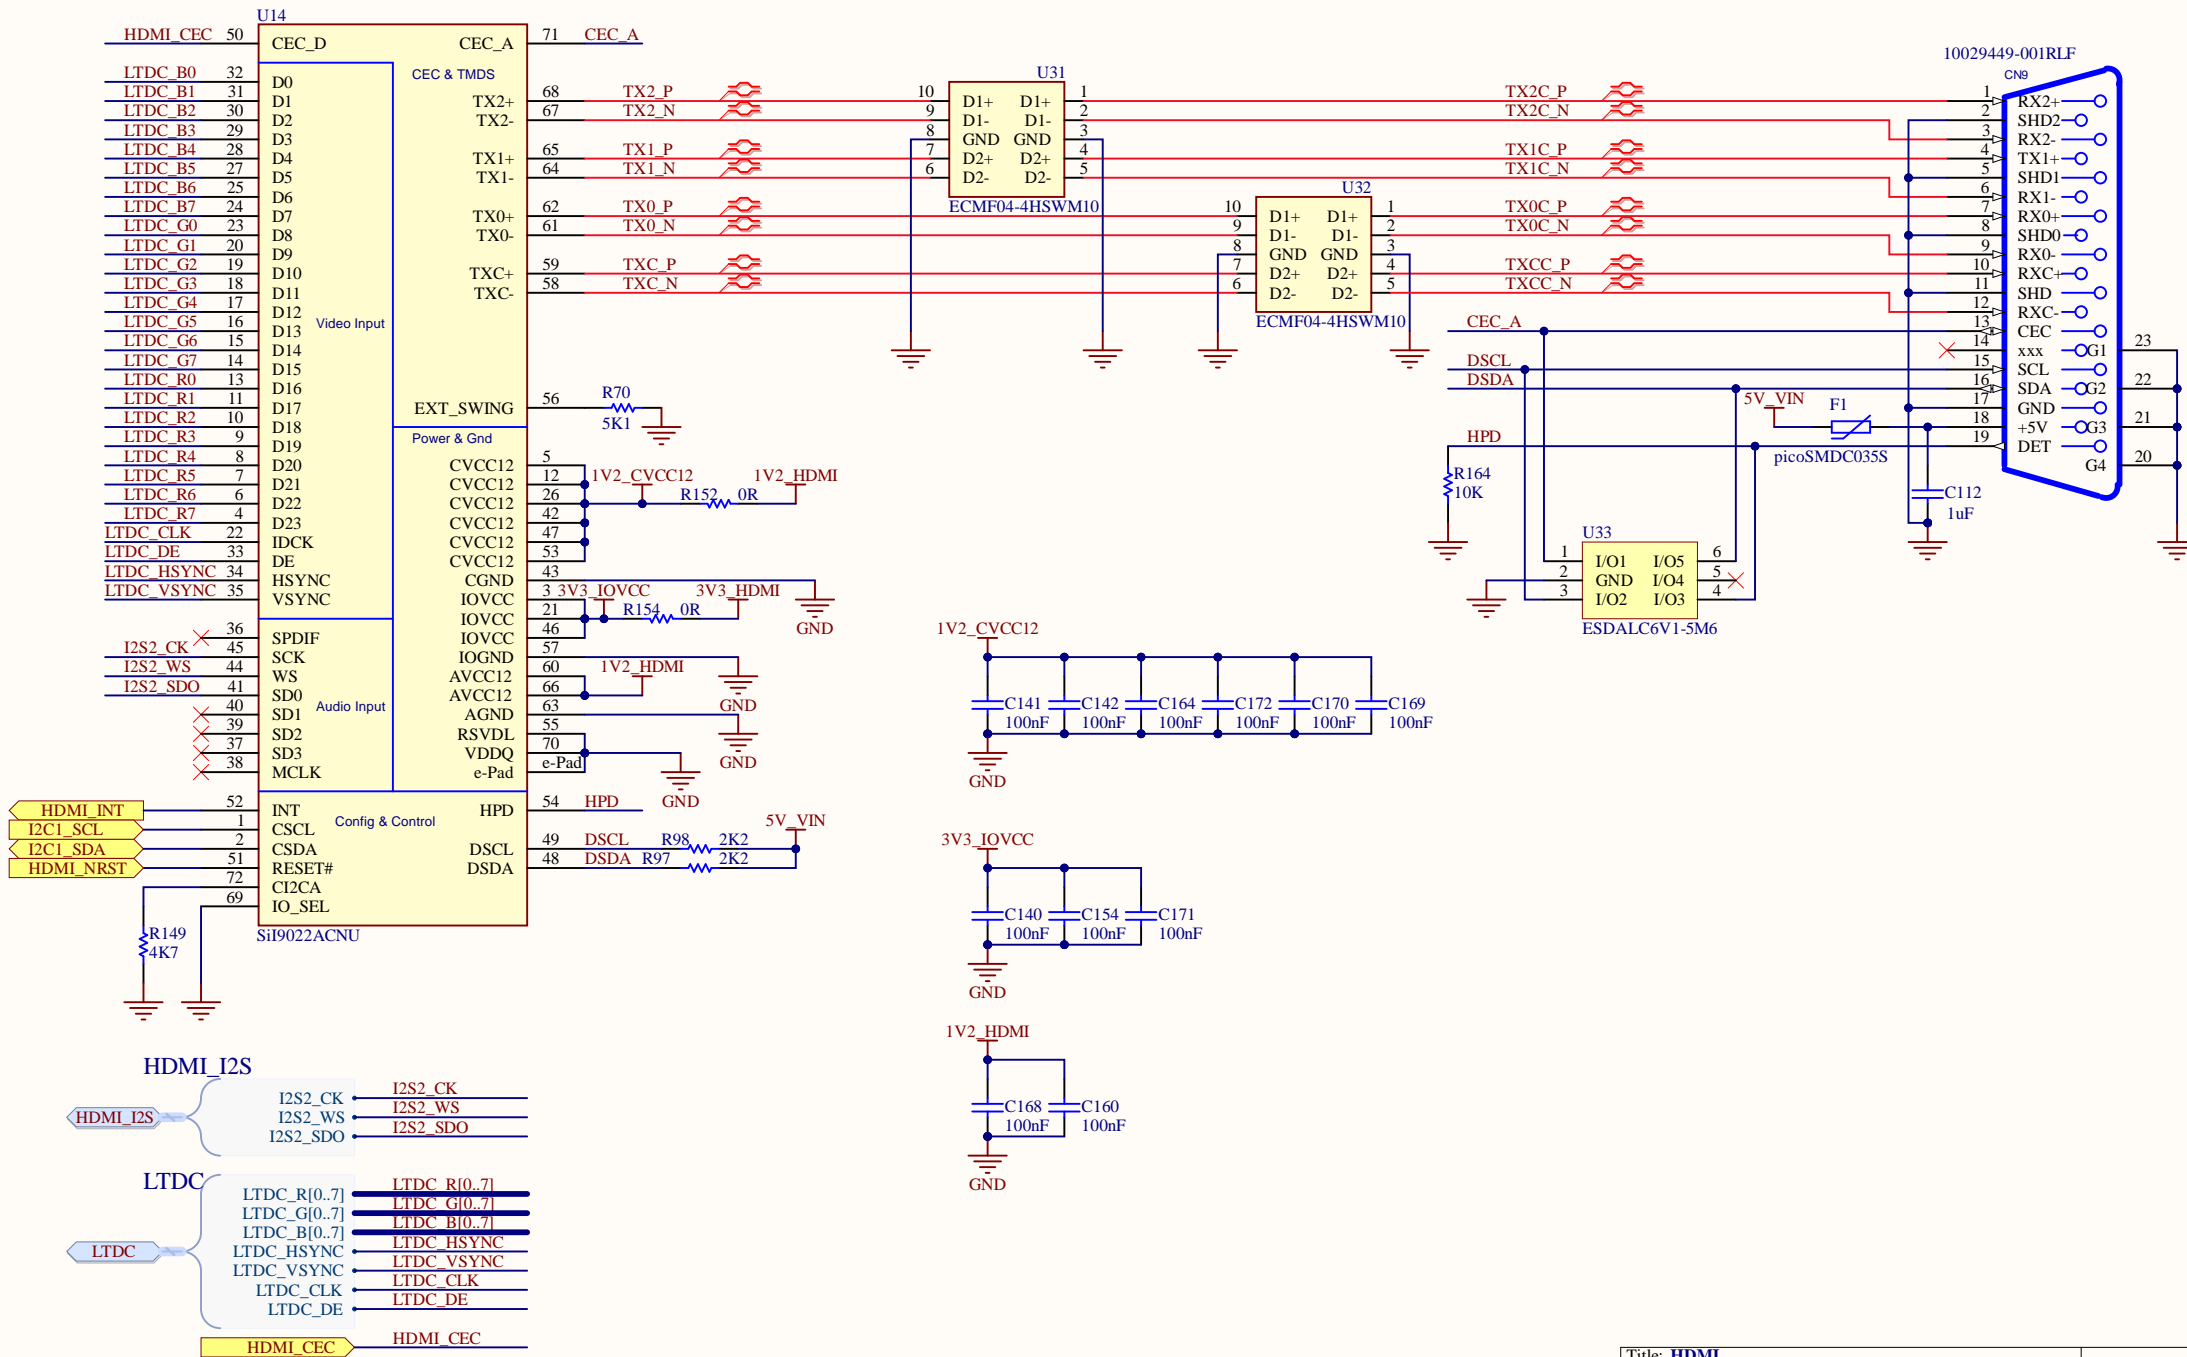 U14
HDMI_CEC 50 CEC_D CEC_A 71 CEC_A
CEC & TMDS
LTDC_B0 32 D0
LTDC_B1 31 D1 TX2+ 68 TX2_P
LTDC_B2 30 D2 TX2- 67 TX2_N
LTDC_B3 29 D3
LTDC_B4 28 D4 TX1+ 65 TX1_P
LTDC_B5 27 D5 TX1- 64 TX1_N
LTDC_B6 25 D6
LTDC_B7 24 D7 TX0+ 62 TX0_P
LTDC_G0 23 D8 TX0- 61 TX0_N
LTDC_G1 20 D9
LTDC_G2 19 D10 TXC+ 59 TXC_P
LTDC_G3 18 D11 TXC- 58 TXC_N
LTDC_G4 17 D12
LTDC_G5 16 D13
Video Input
LTDC_G6 15 D14
LTDC_G7 14 D15
LTDC_R0 13 D16
LTDC_R1 11 D17 EXT_SWING 56 R70 5K1
LTDC_R2 10 D18
Power & Gnd
LTDC_R3 9 D19
LTDC_R4 8 D20 CVCC12 5
LTDC_R5 7 D21 CVCC12 12 1V2_CVCC12 1V2_HDMI
LTDC_R6 6 D22 CVCC12 26 R152 0R
LTDC_R7 4 D23 CVCC12 42
LTDC_CLK 22 IDCK CVCC12 47
LTDC_DE 33 DE CVCC12 53
LTDC_HSYNC 34 HSYNC CGND 43 GND
LTDC_VSYNC 35 VSYNC IOVCC 3 3V3_IOVCC 3V3_HDMI
IOVCC 21 R154 0R
36 SPDIF IOVCC 46
I2S2_CK 45 SCK IOGND 57 GND
I2S2_WS 44 WS AVCC12 60 1V2_HDMI
I2S2_SDO 41 SD0 AVCC12 66
40 SD1 AGND 63 GND
Audio Input
39 SD2 RSVDL 55
37 SD3 VDDQ 70
38 MCLK e-Pad e-Pad GND
HDMI_INT 52 INT HPD 54 HPD
Config & Control
I2C1_SCL 1 CSCL 5V_VIN
I2C1_SDA 2 CSDA DSCL 49 DSCL R98 2K2
HDMI_NRST 51 RESET# DSDA 48 DSDA R97 2K2
72 CI2CA
69 IO_SEL
SiI9022ACNU
R149
4K7
U31
10 D1+ D1+ 1
9 D1- D1- 2
8 GND GND 3
7 D2+ D2+ 4
6 D2- D2- 5
ECMF04-4HSWM10
U32
10 D1+ D1+ 1
9 D1- D1- 2
8 GND GND 3
7 D2+ D2+ 4
6 D2- D2- 5
ECMF04-4HSWM10
10029449-001RLF
CN9
TX2C_P 1 RX2+
TX2C_N 2 SHD2
3 RX2-
TX1C_P 4 TX1+
TX1C_N 5 SHD1
6 RX1-
TX0C_P 7 RX0+
TX0C_N 8 SHD0
9 RX0-
TXCC_P 10 RXC+
TXCC_N 11 SHD
12 RXC-
CEC_A 13 CEC
14 xxx G1 23
DSCL 15 SCL
DSDA 16 SDA G2 22
5V_VIN F1 17 GND
18 +5V G3 21
HPD 19 DET
picoSMDC035S G4 20
R164
10K
C112
1uF
U33
1 I/O1 I/O5 6
2 GND I/O4 5
3 I/O2 I/O3 4
ESDALC6V1-5M6
1V2_CVCC12
C141 C142 C164 C172 C170 C169
100nF 100nF 100nF 100nF 100nF 100nF
GND
3V3_IOVCC
C140 C154 C171
100nF 100nF 100nF
GND
1V2_HDMI
C168 C160
100nF 100nF
GND
HDMI_I2S
I2S2_CK I2S2_CK
HDMI_I2S I2S2_WS I2S2_WS
I2S2_SDO I2S2_SDO
LTDC
LTDC_R[0..7] LTDC_R[0..7]
LTDC_G[0..7] LTDC_G[0..7]
LTDC_B[0..7] LTDC_B[0..7]
LTDC LTDC_HSYNC LTDC_HSYNC
LTDC_VSYNC LTDC_VSYNC
LTDC_CLK LTDC_CLK
LTDC_DE LTDC_DE
HDMI_CEC HDMI_CEC
Title: HDMI